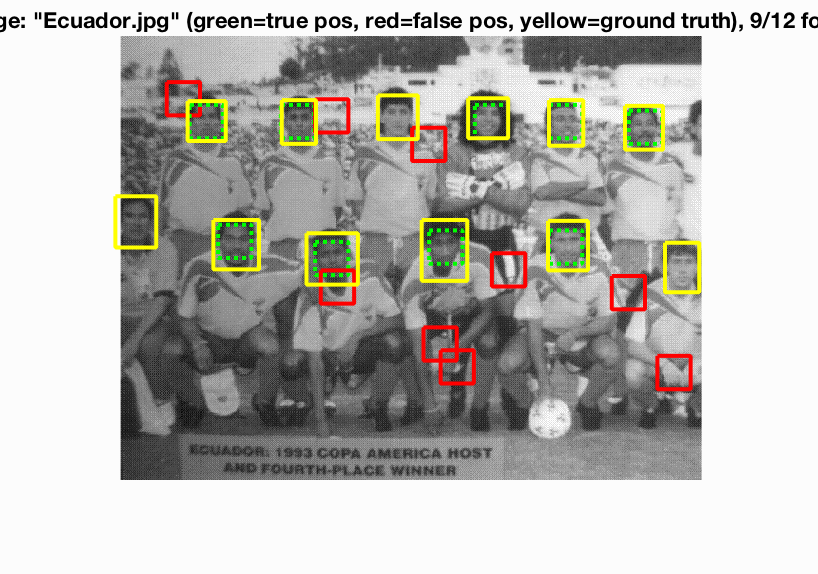 ge: "Ecuador.jpg" (green=true pos, red=false pos, yellow=ground truth), 9/12 fo
ECUADOR: 1993 COPA AMERICA HOST
AND FOURTH-PLACE WINNER